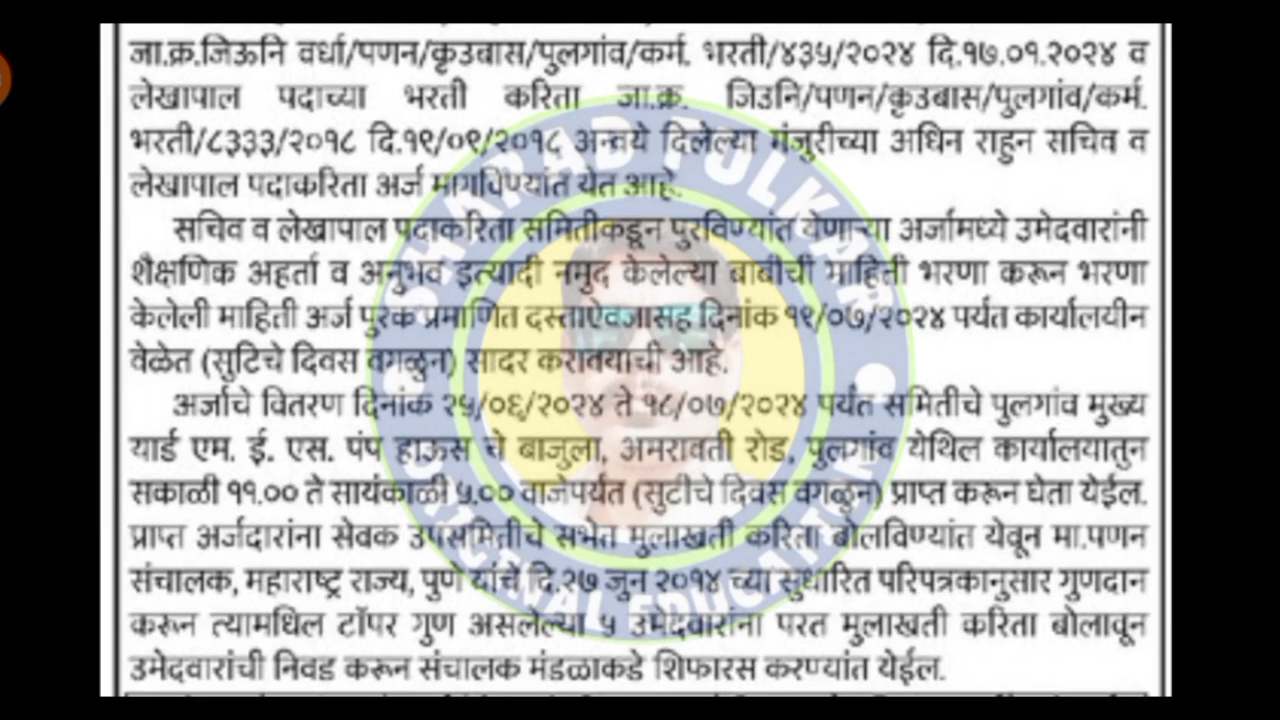 जा.क्र.जिऊनि वर्धा/पणन/कृउबास/पुलगांव/कर्म. भरती/४३५/२०२४ दि.१७.०१.२०२४ व
लेखापाल पदाच्या भरती करिता जा.क्र. जिउनि/पणन/कृउबास/पुलगांव/कर्म.
भरती/८३३३/२०१८ दि.१९/०९/२०१८ अन्वये दिलेल्या मंजुरीच्या अधिन राहुन सचिव व
लेखापाल पदाकरिता अर्ज मागविण्यांत येत आहे.
सचिव व लेखापाल पदाकरिता समितीकडून पुरविण्यांत येणाऱ्या अर्जामध्ये उमेदवारांनी
शैक्षणिक अहर्ता व अनुभव इत्यादी नमुद केलेल्या बाबीची माहिती भरणा करून भरणा
केलेली माहिती अर्ज पुरक प्रमाणित दस्ताऐवजासह दिनांक १९/०७/२०२४ पर्यंत कार्यालयीन
वेळेत (सुटिचे दिवस वगळुन) सादर करावयाची आहे.
अर्जाचे वितरण दिनांक २५/०६/२०२४ ते १८/०७/२०२४ पर्यंत समितीचे पुलगांव मुख्य
यार्ड एम. ई. एस. पंप हाऊस चे बाजुला, अमरावती रोड, पुलगांव येथिल कार्यालयातुन
सकाळी ११.०० ते सायंकाळी ५.०० वाजेपर्यंत (सुटीचे दिवस वगळुन) प्राप्त करून घेता येईल.
प्राप्त अर्जदारांना सेवक उपसमितीचे सभेत मुलाखती करिता बोलविण्यांत येवून मा.पणन
संचालक, महाराष्ट्र राज्य, पुणे यांचे दि.२७ जुन २०१४ च्या सुधारित परिपत्रकानुसार गुणदान
करून त्यामधिल टॉपर गुण असलेल्या ५ उमेदवारांना परत मुलाखती करिता बोलावून
उमेदवारांची निवड करून संचालक मंडळाकडे शिफारस करण्यांत येईल.
SHARAD POLKAR
ORIGENAL EDUCATION